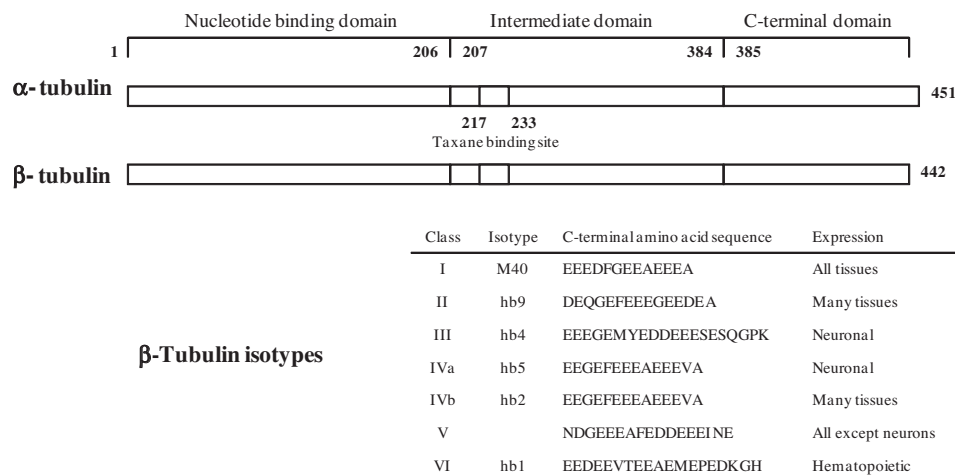 Nucleotide binding domain Intermediate domain C-terminal domain
1 206 207 384 385
α- tubulin 451
217 233
Taxane binding site
β- tubulin 442
Class Isotype C-terminal amino acid sequence Expression
I M40 EEEDFGEEAEEEA All tissues
II hb9 DEQGEFEEEGEEDEA Many tissues
III hb4 EEEGEMYEDDEEESESQGPK Neuronal
β-Tubulin isotypes
IVa hb5 EEGEFEEEAEEEVA Neuronal
IVb hb2 EEGEFEEEAEEEVA Many tissues
V NDGEEEAFEDDEEEINE All except neurons
VI hb1 EEDEEVTEEAEMEPEDKGH Hematopoietic